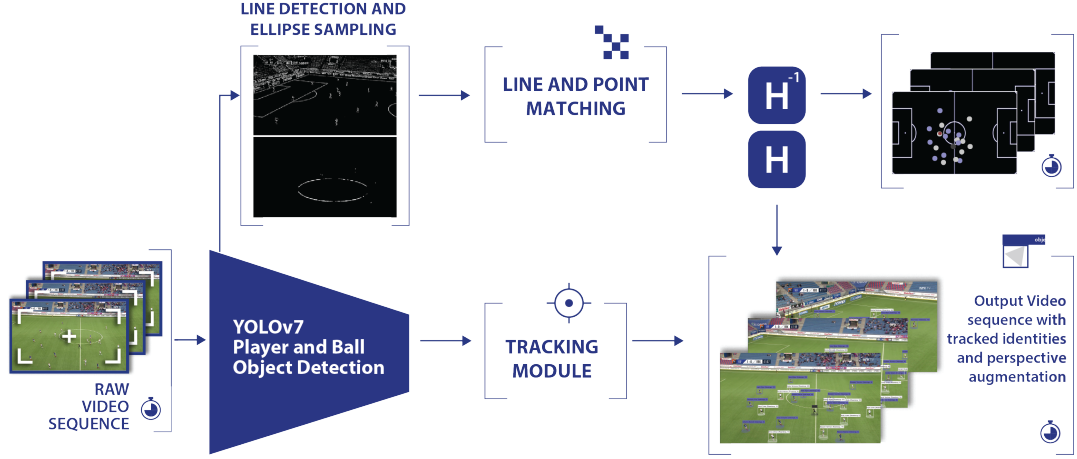 LINE DETECTION AND
ELLIPSE SAMPLING
LINE AND POINT
MATCHING
H-1
H
RAW
VIDEO
SEQUENCE
YOLOv7
Player and Ball
Object Detection
TRACKING
MODULE
obje
Output Video
sequence with
tracked identities
and perspective
augmentation